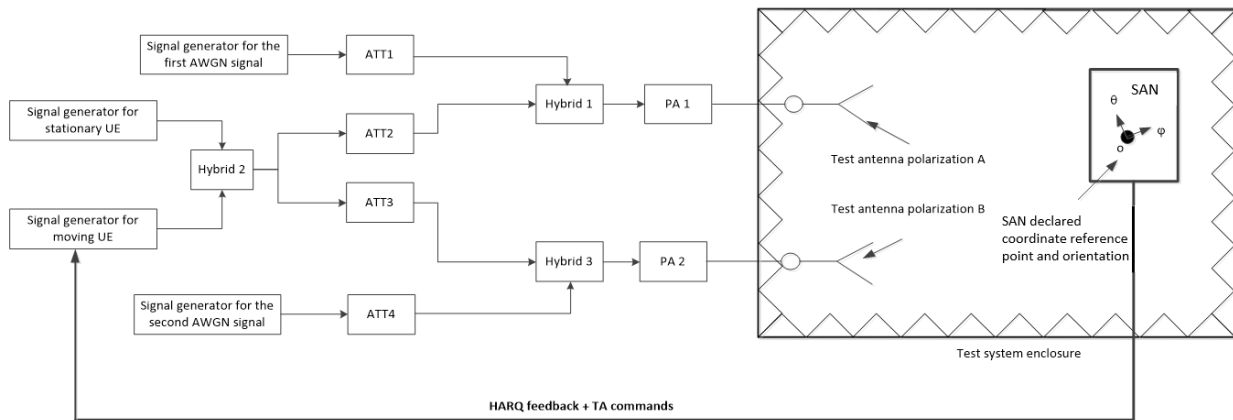 Signal generator for the
first AWGN signal
ATT1
Hybrid 1
PA 1
Signal generator for
stationary UE
ATT2
Hybrid 2
Signal generator for
moving UE
ATT3
Hybrid 3
PA 2
Signal generator for the
second AWGN signal
ATT4
Test antenna polarization A
Test antenna polarization B
SAN
θ
φ
o
SAN declared
coordinate reference
point and orientation
Test system enclosure
HARQ feedback + TA commands